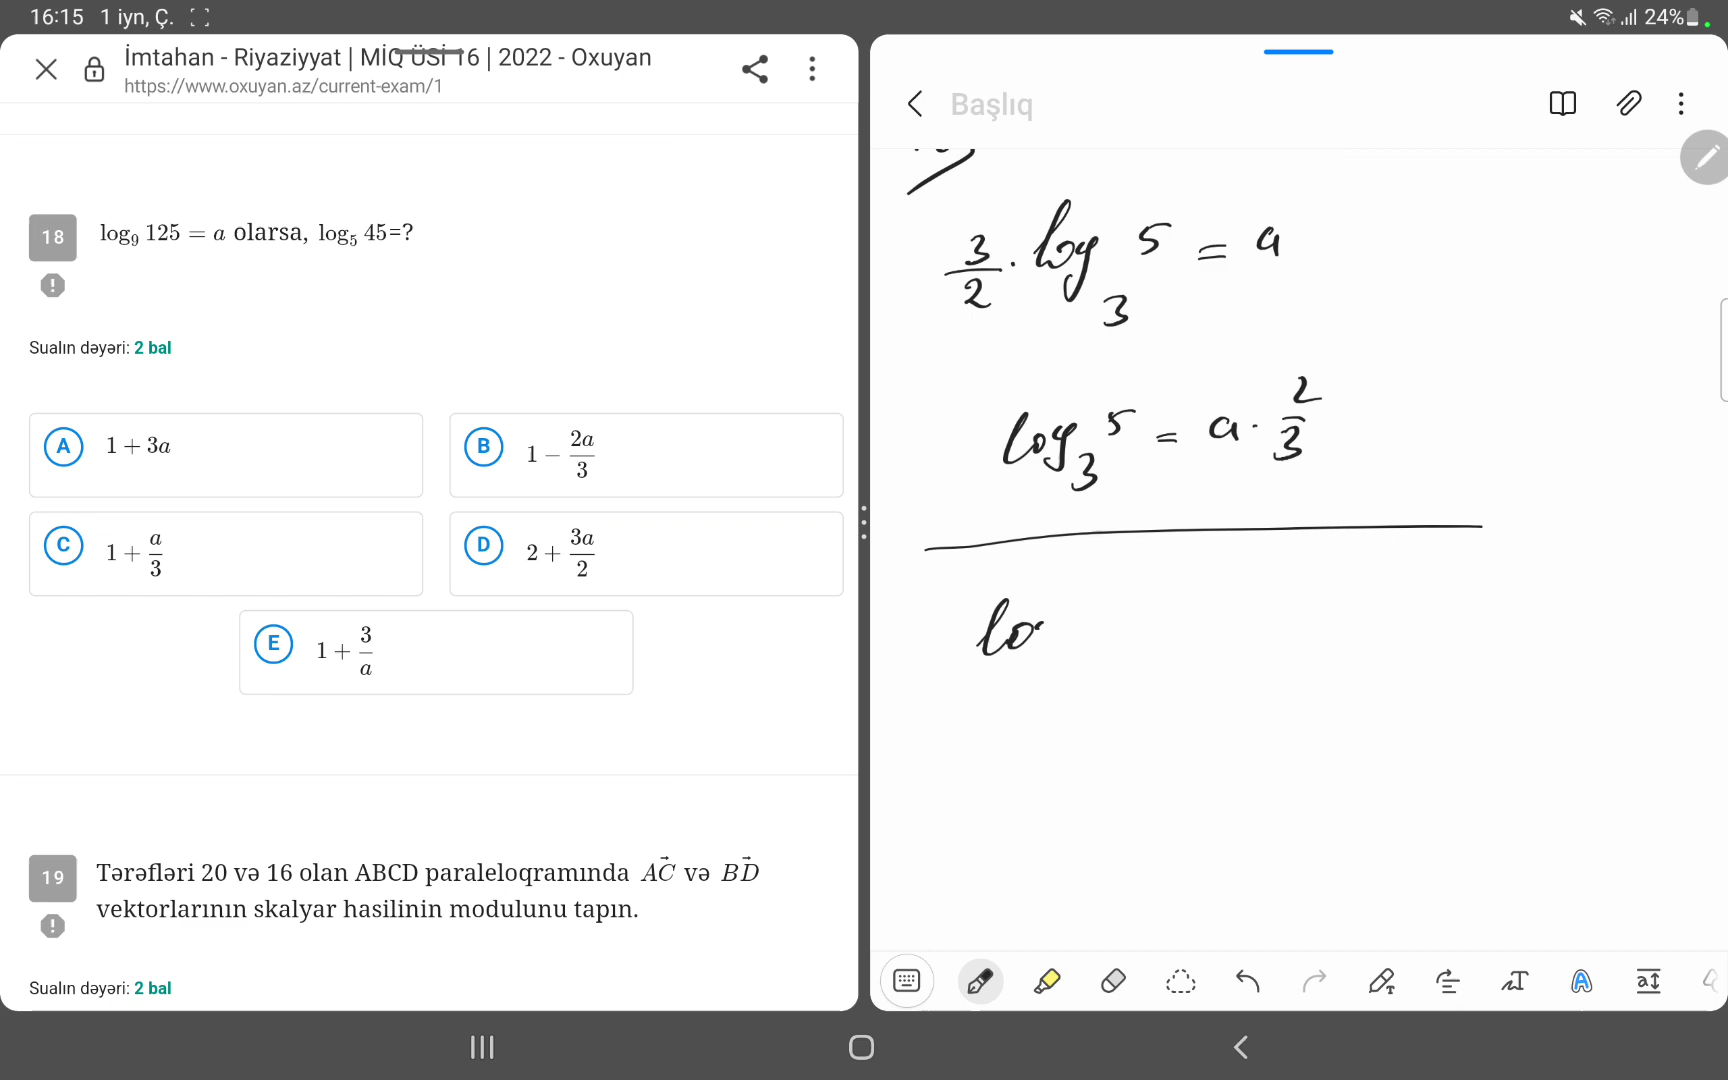 16:15 1 iyn, Ç. 24%
İmtahan - Riyaziyyat | MİQ ÜSİ 16 | 2022 - Oxuyan
https://www.oxuyan.az/current-exam/1
18 log₉ 125 = a olarsa, log₅ 45=?
Sualın dəyəri: 2 bal
A 1 + 3a
B 1 − 2a/3
C 1 + a/3
D 2 + 3a/2
E 1 + 3/a
19 Tərəfləri 20 və 16 olan ABCD paraleloqramında AC⃗ və BD⃗
vektorlarının skalyar hasilinin modulunu tapın.
Sualın dəyəri: 2 bal
Başlıq
3/2 · log₃ 5 = a
log₃ 5 = a · 2/3
lo